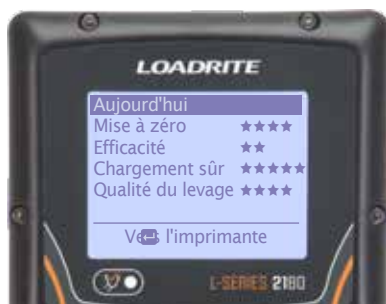 LOADRITE
Aujourd'hui
Mise à zéro ★★★★
Efficacité ★★
Chargement sûr ★★★★★
Qualité du levage ★★★★
l'imprimante
L-SERIES 2180